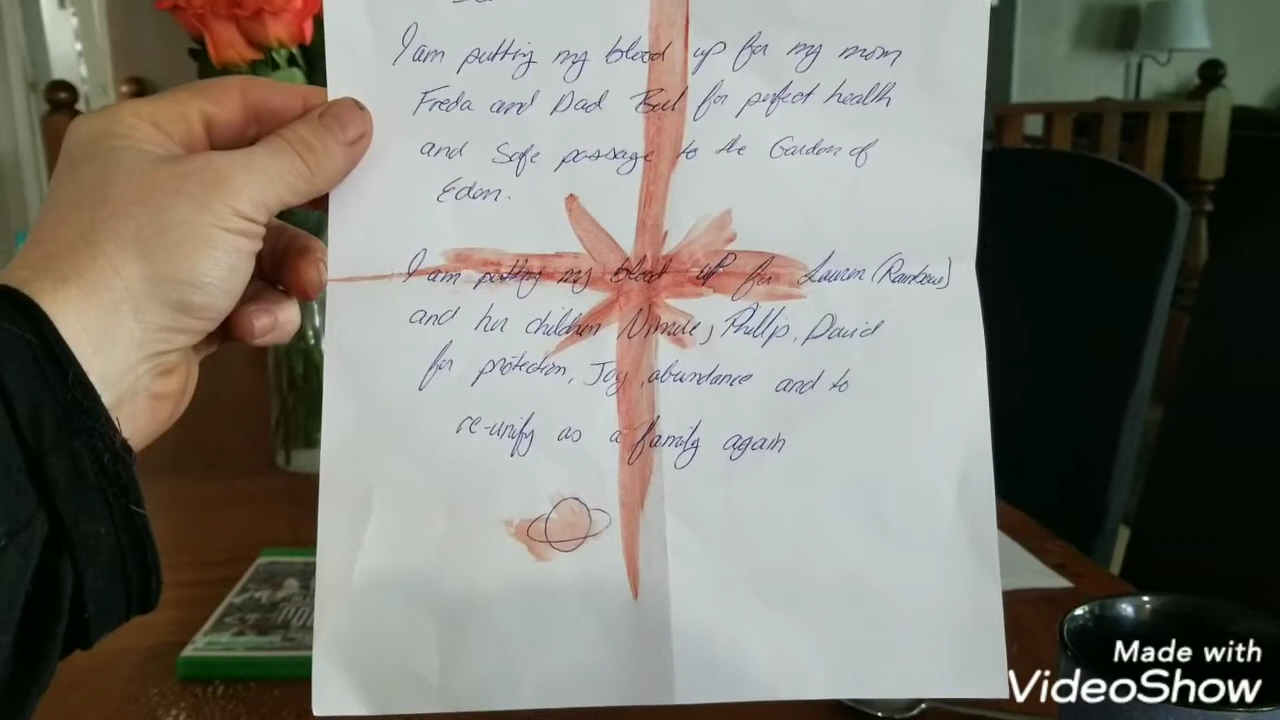 I am putting my blood up for my mom
Freda and Dad for perfect health
and safe passage to the Garden of
Eden.
I am putting my blood up for Lauren (Rainbow)
and her children Phillip, David
for protection, Joy, abundance and to
re-unify as a family again
Made with
VideoShow